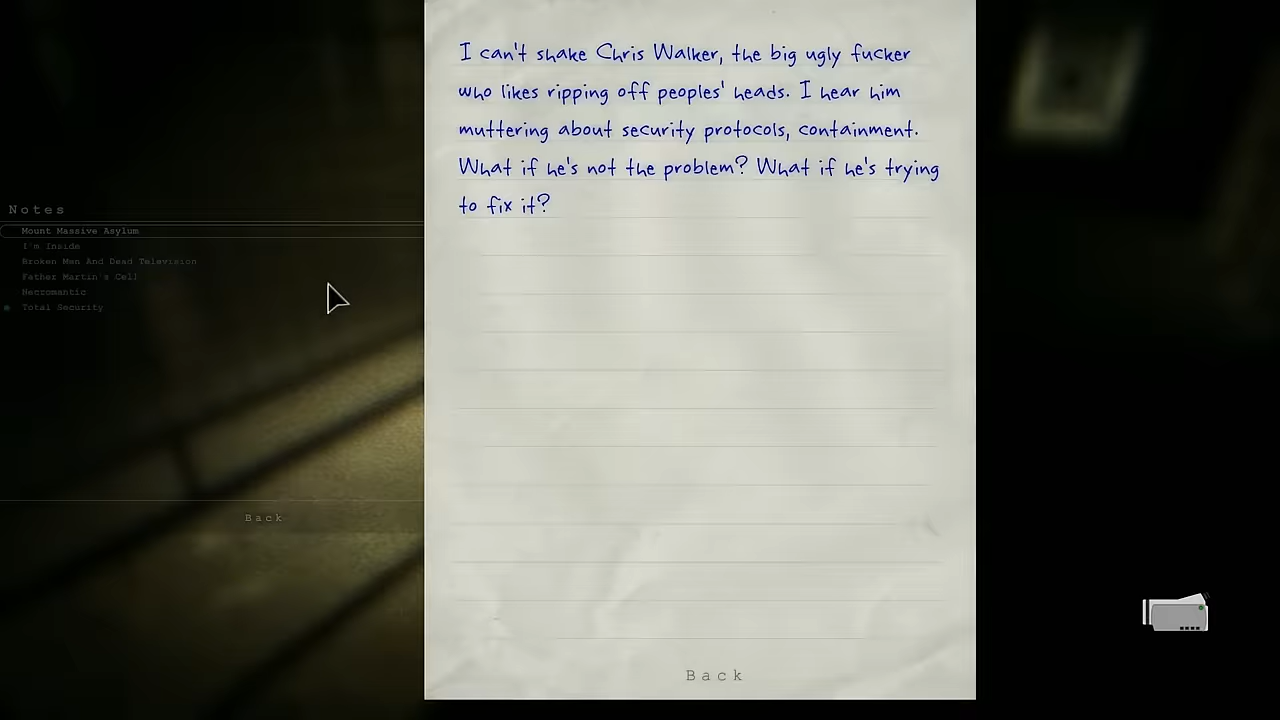 Notes
Mount Massive Asylum
I'm Inside
Broken Men And Dead Television
Father Martin's Cell
Necromantic
Total Security
Back
I can't shake Chris Walker, the big ugly fucker
who likes ripping off peoples' heads. I hear him
muttering about security protocols, containment.
What if he's not the problem? What if he's trying
to fix it?
Back